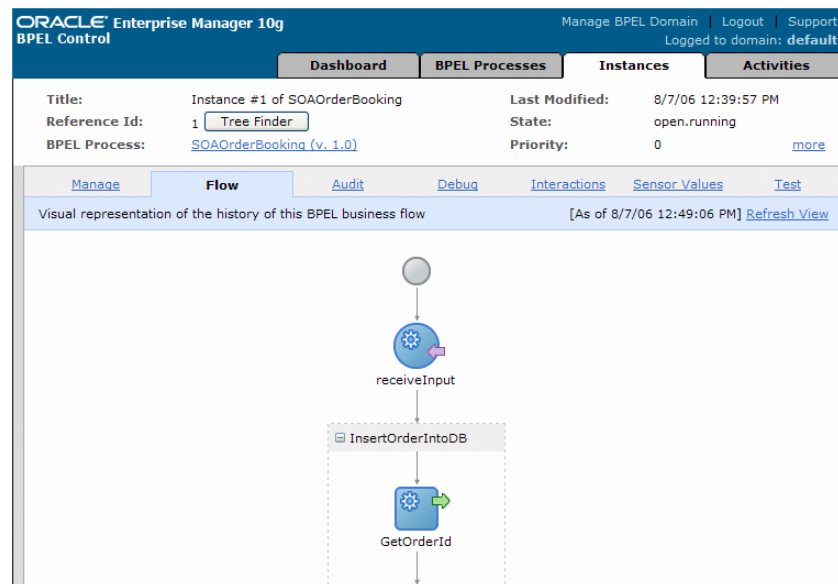 ORACLE Enterprise Manager 10g
BPEL Control
Manage BPEL Domain | Logout | Support
Logged to domain: default
Dashboard BPEL Processes Instances Activities
Title: Instance #1 of SOAOrderBooking Last Modified: 8/7/06 12:39:57 PM
Reference Id: 1 Tree Finder State: open.running
BPEL Process: SOAOrderBooking (v. 1.0) Priority: 0 more
Manage Flow Audit Debug Interactions Sensor Values Test
Visual representation of the history of this BPEL business flow [As of 8/7/06 12:49:06 PM] Refresh View
receiveInput
InsertOrderIntoDB
GetOrderId